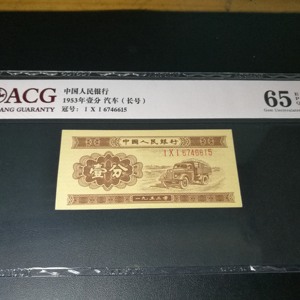 ACG
ANG GUARANTY
中国人民银行
1953年壹分 汽车(长号)
冠号: I X I 6746615
65
中国人民银行
I X I 6746615
壹分
一九五三年